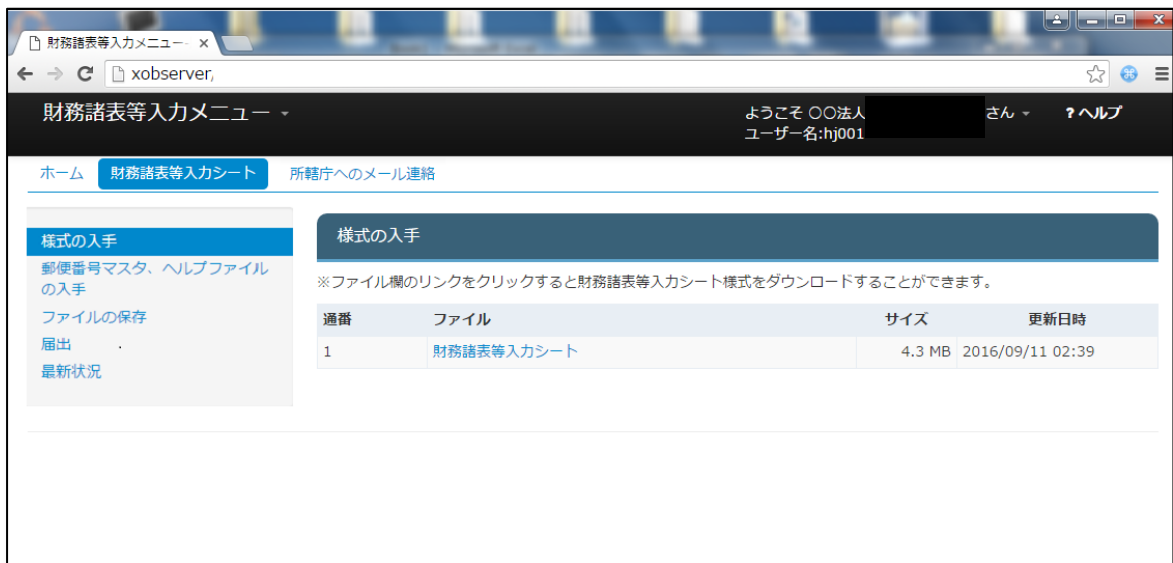 財務諸表等入力メニュー-
xobserver,
財務諸表等入力メニュー
ようこそ 〇〇法人 さん
ユーザー名:hj001
?ヘルプ
ホーム 財務諸表等入力シート 所轄庁へのメール連絡
様式の入手
郵便番号マスタ、ヘルプファイル
の入手
ファイルの保存
届出 .
最新状況
様式の入手
※ファイル欄のリンクをクリックすると財務諸表等入力シート様式をダウンロードすることができます。
通番 ファイル サイズ 更新日時
1 財務諸表等入力シート 4.3 MB 2016/09/11 02:39